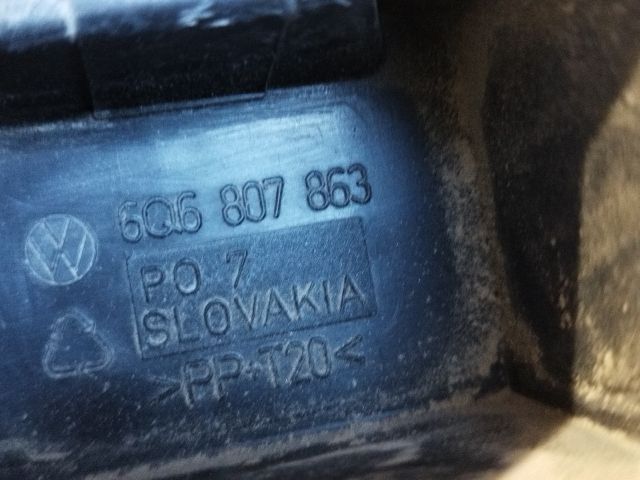 6Q6 807 863
PO 7
SLOVAKIA
>PP-T20<